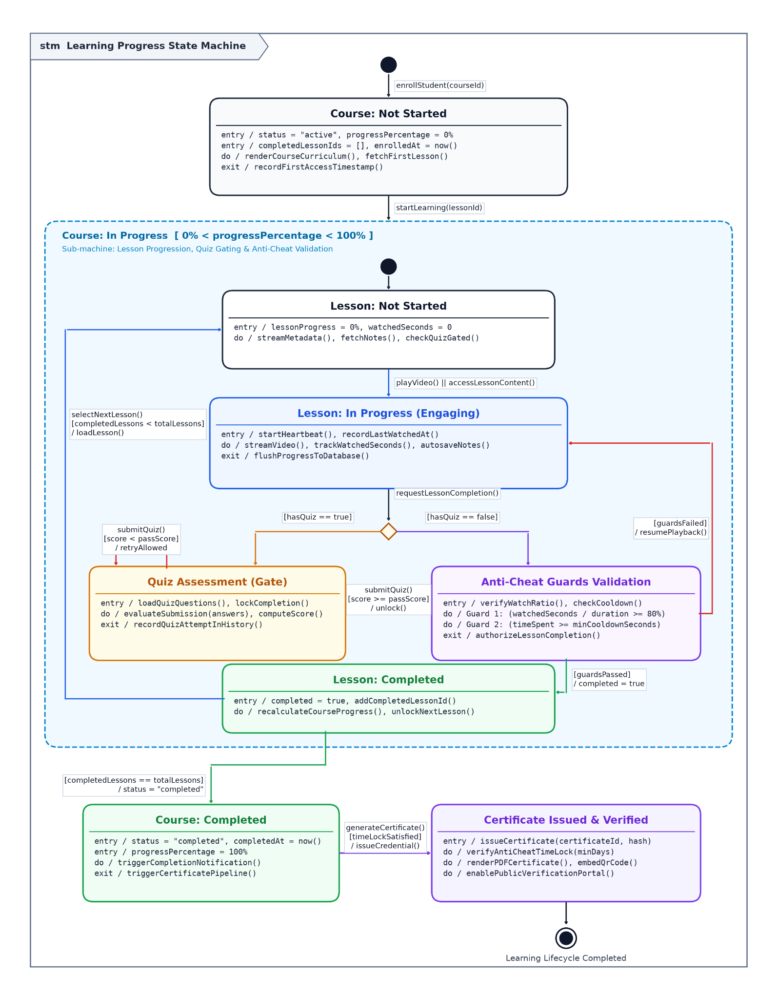 stm  Learning Progress State Machine
enrollStudent(courseId)
Course: Not Started
entry / status = "active", progressPercentage = 0%
entry / completedLessonIds = [], enrolledAt = now()
do / renderCourseCurriculum(), fetchFirstLesson()
exit / recordFirstAccessTimestamp()
startLearning(lessonId)
Course: In Progress  [ 0% < progressPercentage < 100% ]
Sub-machine: Lesson Progression, Quiz Gating & Anti-Cheat Validation
Lesson: Not Started
entry / lessonProgress = 0%, watchedSeconds = 0
do / streamMetadata(), fetchNotes(), checkQuizGated()
playVideo() || accessLessonContent()
selectNextLesson()
[completedLessons < totalLessons]
/ loadLesson()
Lesson: In Progress (Engaging)
entry / startHeartbeat(), recordLastWatchedAt()
do / streamVideo(), trackWatchedSeconds(), autosaveNotes()
exit / flushProgressToDatabase()
requestLessonCompletion()
[hasQuiz == true]
[hasQuiz == false]
[guardsFailed]
/ resumePlayback()
submitQuiz()
[score < passScore]
/ retryAllowed
Quiz Assessment (Gate)
entry / loadQuizQuestions(), lockCompletion()
do / evaluateSubmission(answers), computeScore()
exit / recordQuizAttemptInHistory()
submitQuiz()
[score >= passScore]
/ unlock()
Anti-Cheat Guards Validation
entry / verifyWatchRatio(), checkCooldown()
do / Guard 1: (watchedSeconds / duration >= 80%)
do / Guard 2: (timeSpent >= minCooldownSeconds)
exit / authorizeLessonCompletion()
[guardsPassed]
/ completed = true
Lesson: Completed
entry / completed = true, addCompletedLessonId()
do / recalculateCourseProgress(), unlockNextLesson()
[completedLessons == totalLessons]
/ status = "completed"
Course: Completed
entry / status = "completed", completedAt = now()
entry / progressPercentage = 100%
do / triggerCompletionNotification()
exit / triggerCertificatePipeline()
generateCertificate()
[timeLockSatisfied]
/ issueCredential()
Certificate Issued & Verified
entry / issueCertificate(certificateId, hash)
do / verifyAntiCheatTimeLock(minDays)
do / renderPDFCertificate(), embedQrCode()
do / enablePublicVerificationPortal()
Learning Lifecycle Completed